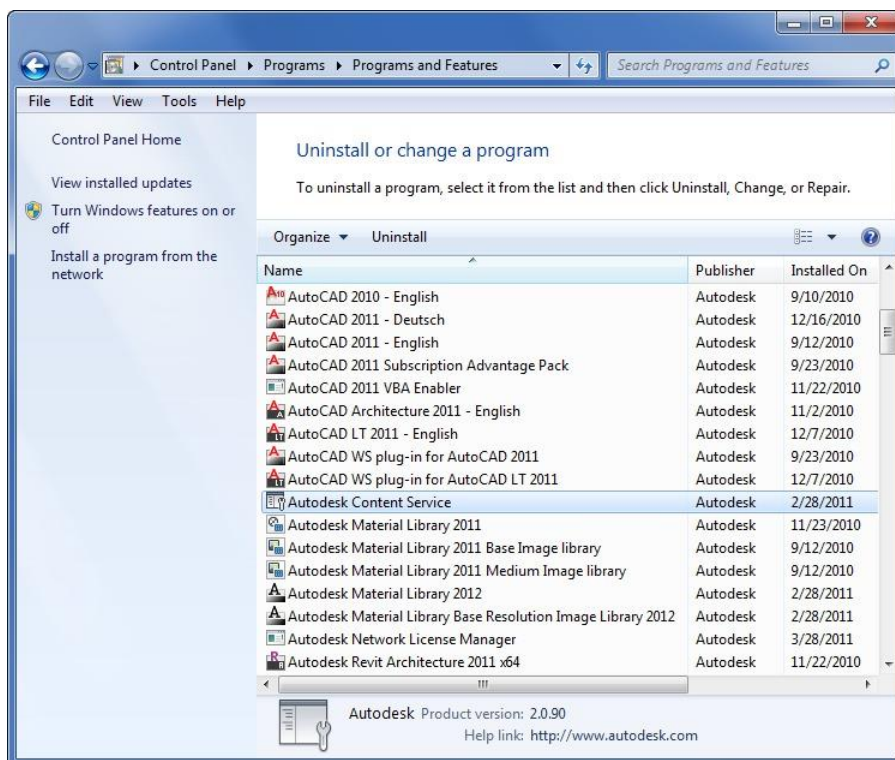 Control Panel ▸ Programs ▸ Programs and Features
Search Programs and Features
File Edit View Tools Help
Control Panel Home
View installed updates
Turn Windows features on or
off
Install a program from the
network
Uninstall or change a program
To uninstall a program, select it from the list and then click Uninstall, Change, or Repair.
Organize Uninstall
Name Publisher Installed On
AutoCAD 2010 - English Autodesk 9/10/2010
AutoCAD 2011 - Deutsch Autodesk 12/16/2010
AutoCAD 2011 - English Autodesk 9/12/2010
AutoCAD 2011 Subscription Advantage Pack Autodesk 9/23/2010
AutoCAD 2011 VBA Enabler Autodesk 11/22/2010
AutoCAD Architecture 2011 - English Autodesk 11/2/2010
AutoCAD LT 2011 - English Autodesk 12/7/2010
AutoCAD WS plug-in for AutoCAD 2011 Autodesk 9/23/2010
AutoCAD WS plug-in for AutoCAD LT 2011 Autodesk 12/7/2010
Autodesk Content Service Autodesk 2/28/2011
Autodesk Material Library 2011 Autodesk 11/23/2010
Autodesk Material Library 2011 Base Image library Autodesk 9/12/2010
Autodesk Material Library 2011 Medium Image library Autodesk 9/12/2010
Autodesk Material Library 2012 Autodesk 2/28/2011
Autodesk Material Library Base Resolution Image Library 2012 Autodesk 2/28/2011
Autodesk Network License Manager Autodesk 3/28/2011
Autodesk Revit Architecture 2011 x64 Autodesk 11/22/2010
Autodesk Product version: 2.0.90
Help link: http://www.autodesk.com